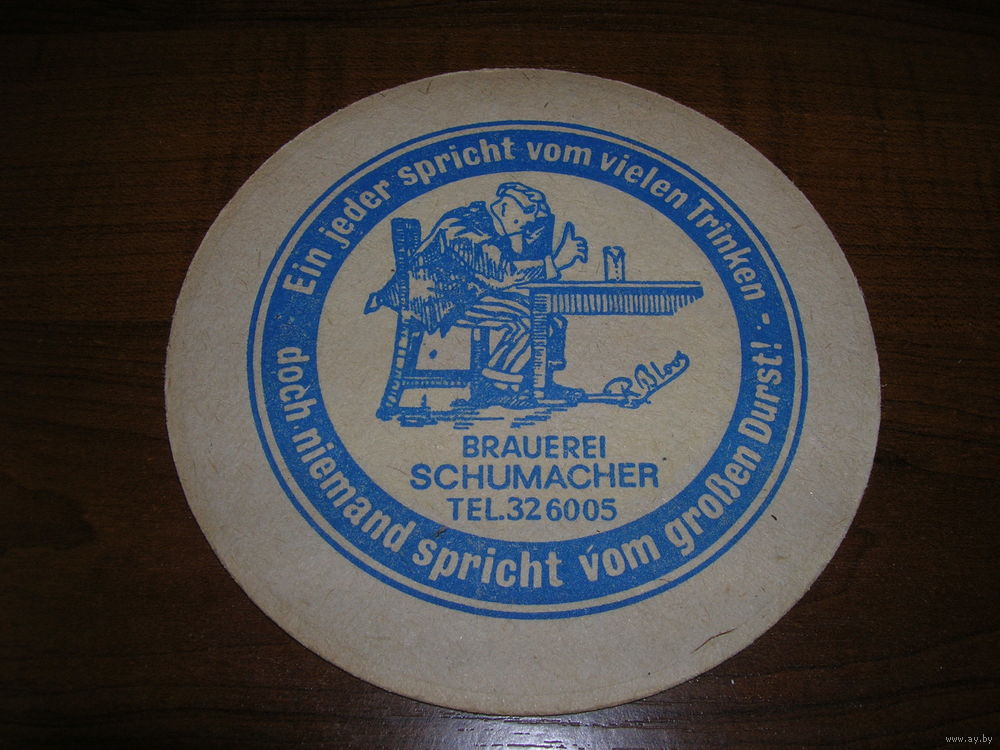 Ein jeder spricht vom vielen Trinken -
doch niemand spricht vom großen Durst!
BRAUEREI
SCHUMACHER
TEL.32 6005
www.ay.by